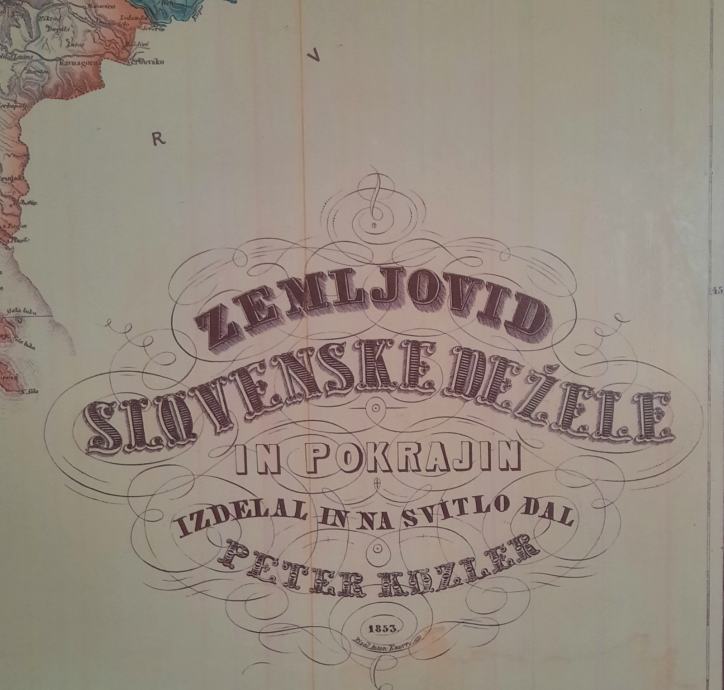 V
R
ZEMLJOVID
SLOVENSKE DEŽELE
IN POKRAJIN
IZDELAL IN NA SVITLO DAL
PETER KOZLER
1853